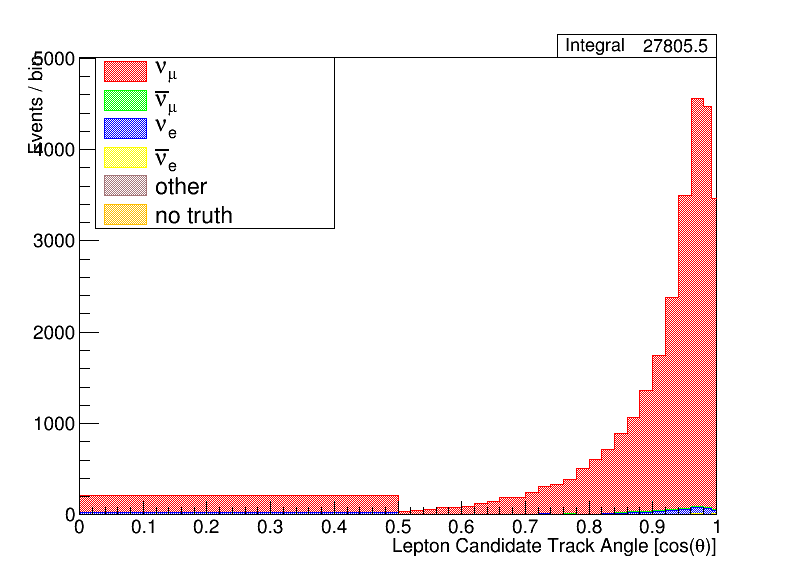 Integral 27805.5
Events / bin
5000
4000
3000
2000
1000
0
ν_μ
ν̅_μ
ν_e
ν̅_e
other
no truth
0 0.1 0.2 0.3 0.4 0.5 0.6 0.7 0.8 0.9 1
Lepton Candidate Track Angle [cos(θ)]